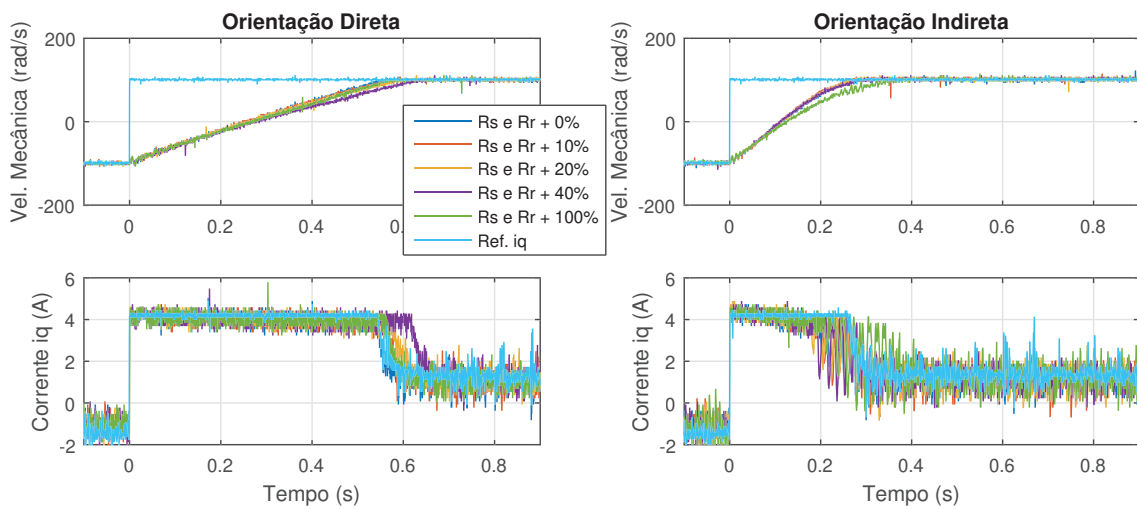 Orientação Direta
Orientação Indireta
Vel. Mecânica (rad/s)
200
0
-200
0
0.2
0.4
0.6
0.8
Vel. Mecânica (rad/s)
200
0
-200
0
0.2
0.4
0.6
0.8
Rs e Rr + 0%
Rs e Rr + 10%
Rs e Rr + 20%
Rs e Rr + 40%
Rs e Rr + 100%
Ref. iq
Corrente iq (A)
6
4
2
0
-2
0
0.2
0.4
0.6
0.8
Tempo (s)
Corrente iq (A)
6
4
2
0
-2
0
0.2
0.4
0.6
0.8
Tempo (s)